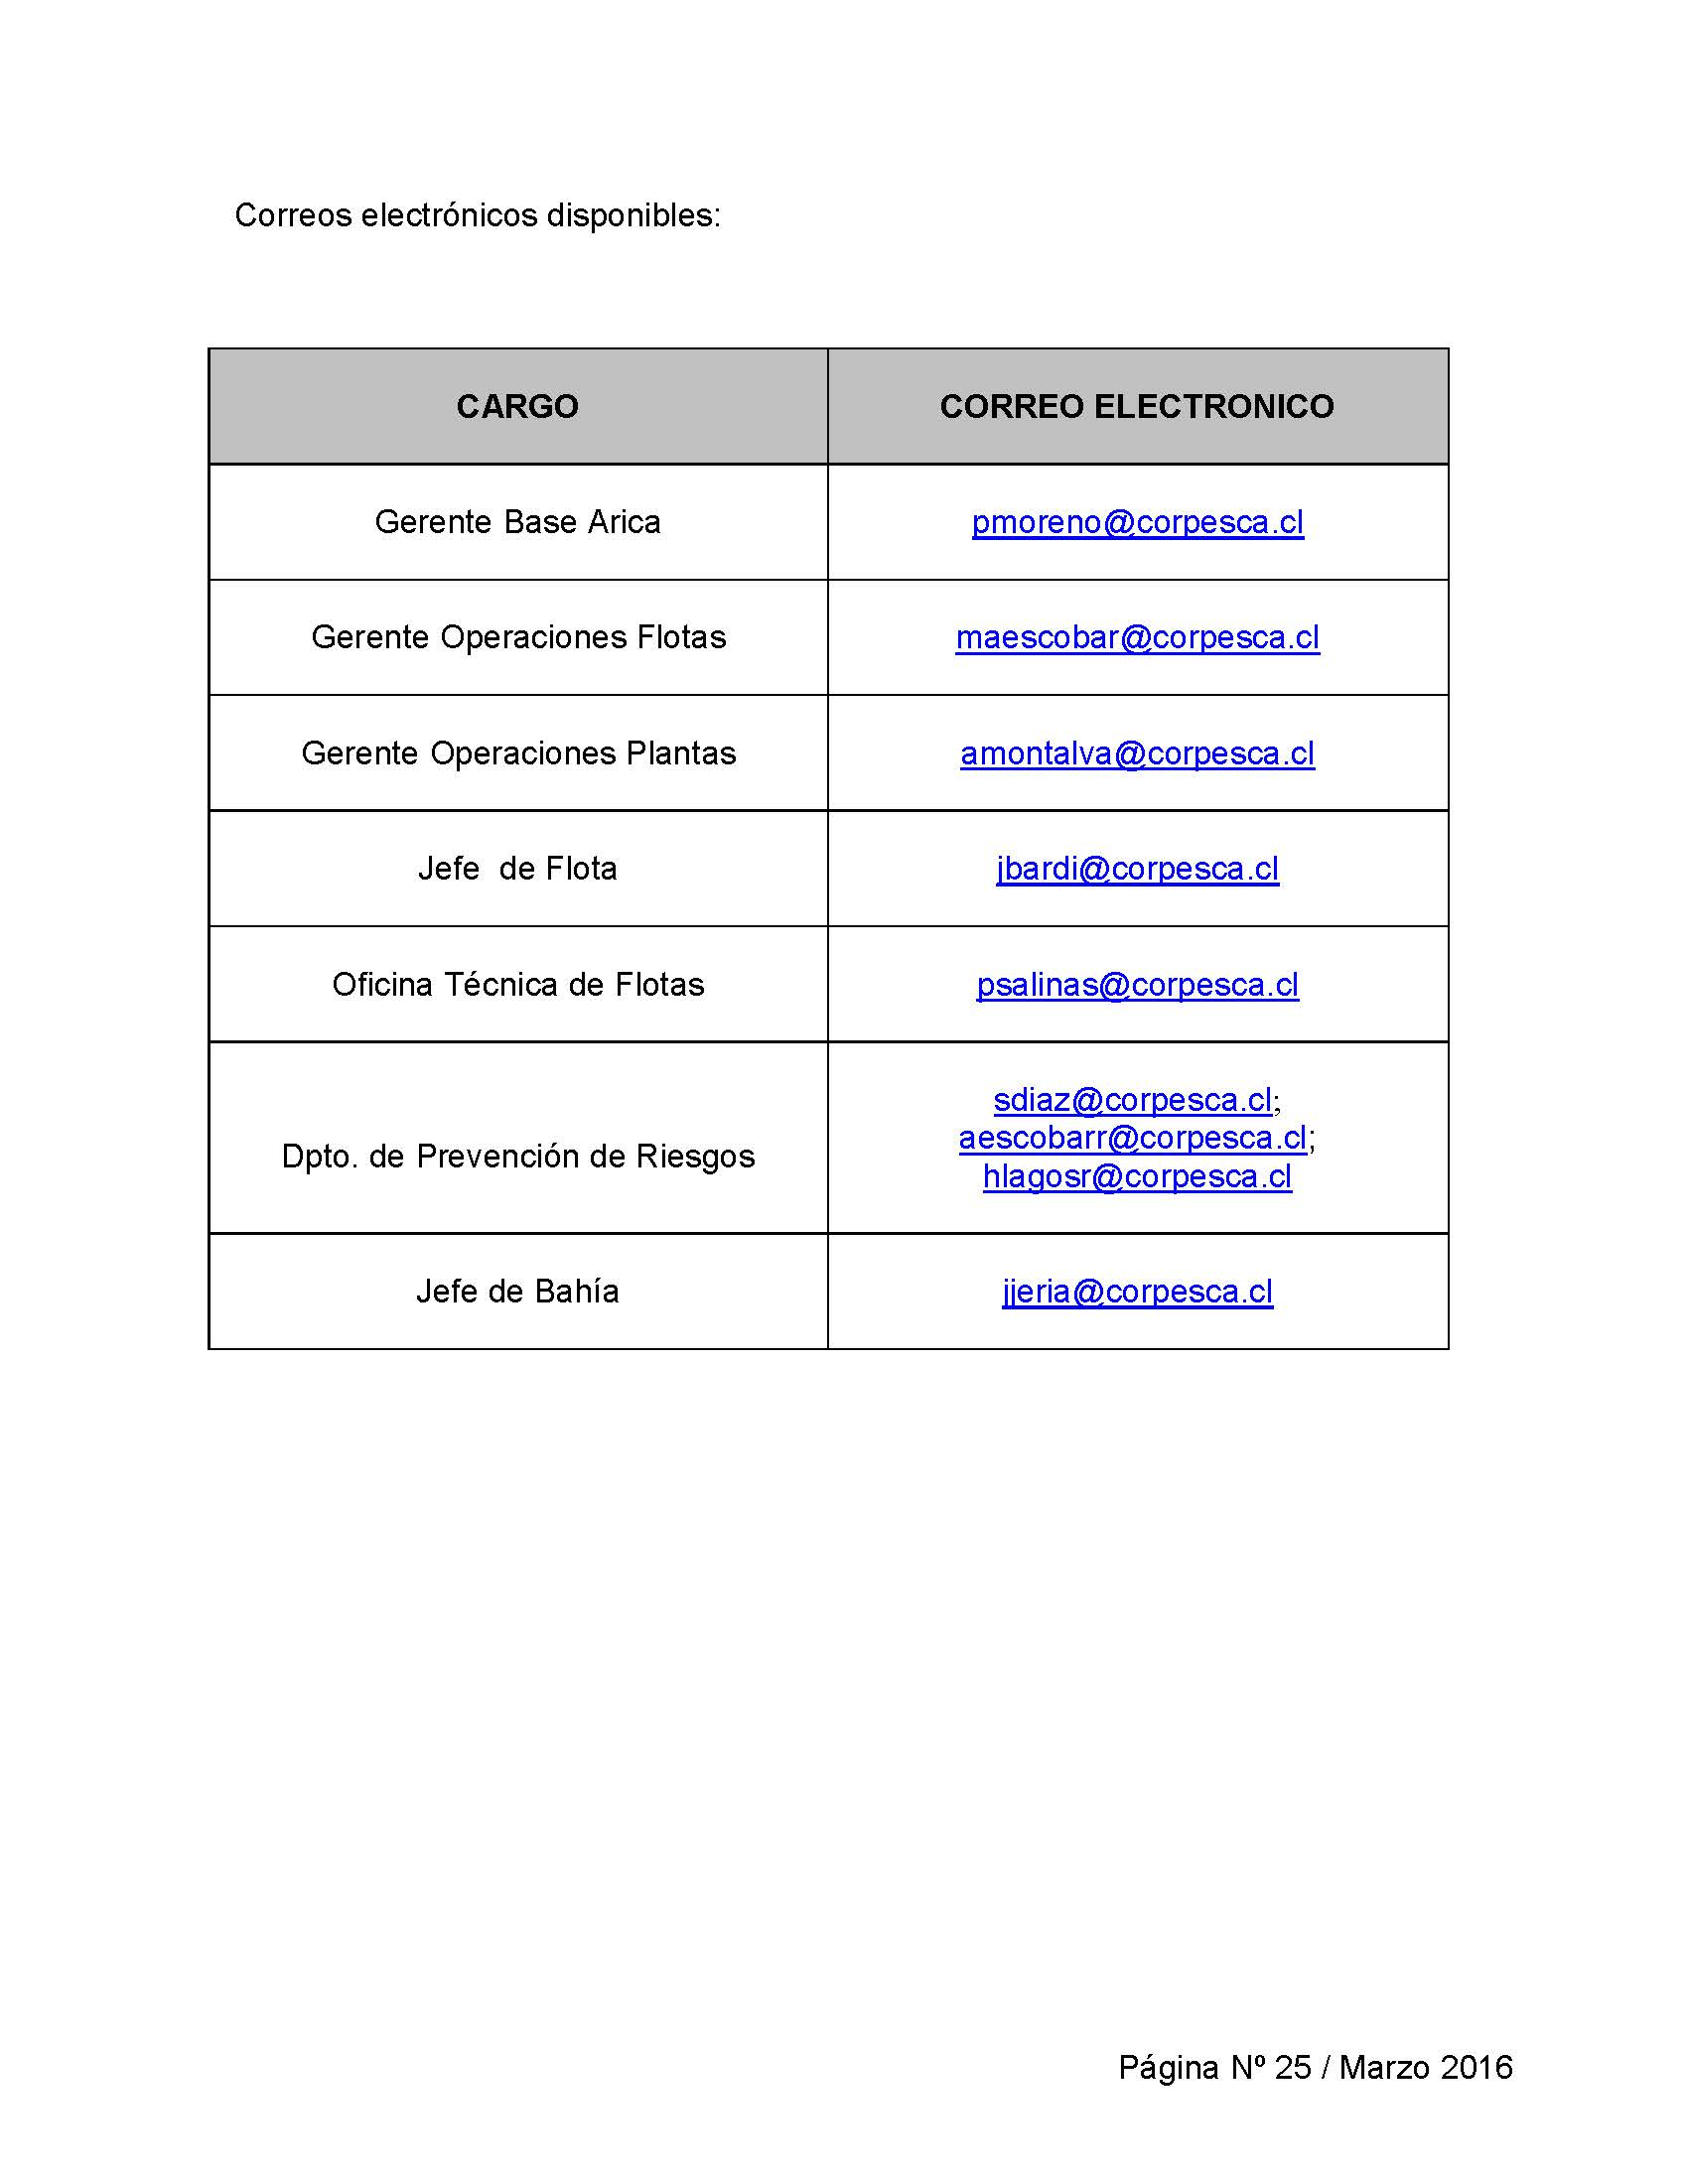 Correos electrónicos disponibles:
CARGO CORREO ELECTRONICO
Gerente Base Arica pmoreno@corpesca.cl
Gerente Operaciones Flotas maescobar@corpesca.cl
Gerente Operaciones Plantas amontalva@corpesca.cl
Jefe  de Flota jbardi@corpesca.cl
Oficina Técnica de Flotas psalinas@corpesca.cl
Dpto. de Prevención de Riesgos
sdiaz@corpesca.cl;
aescobarr@corpesca.cl;
hlagosr@corpesca.cl
Jefe de Bahía jjeria@corpesca.cl
Página Nº 25 / Marzo 2016